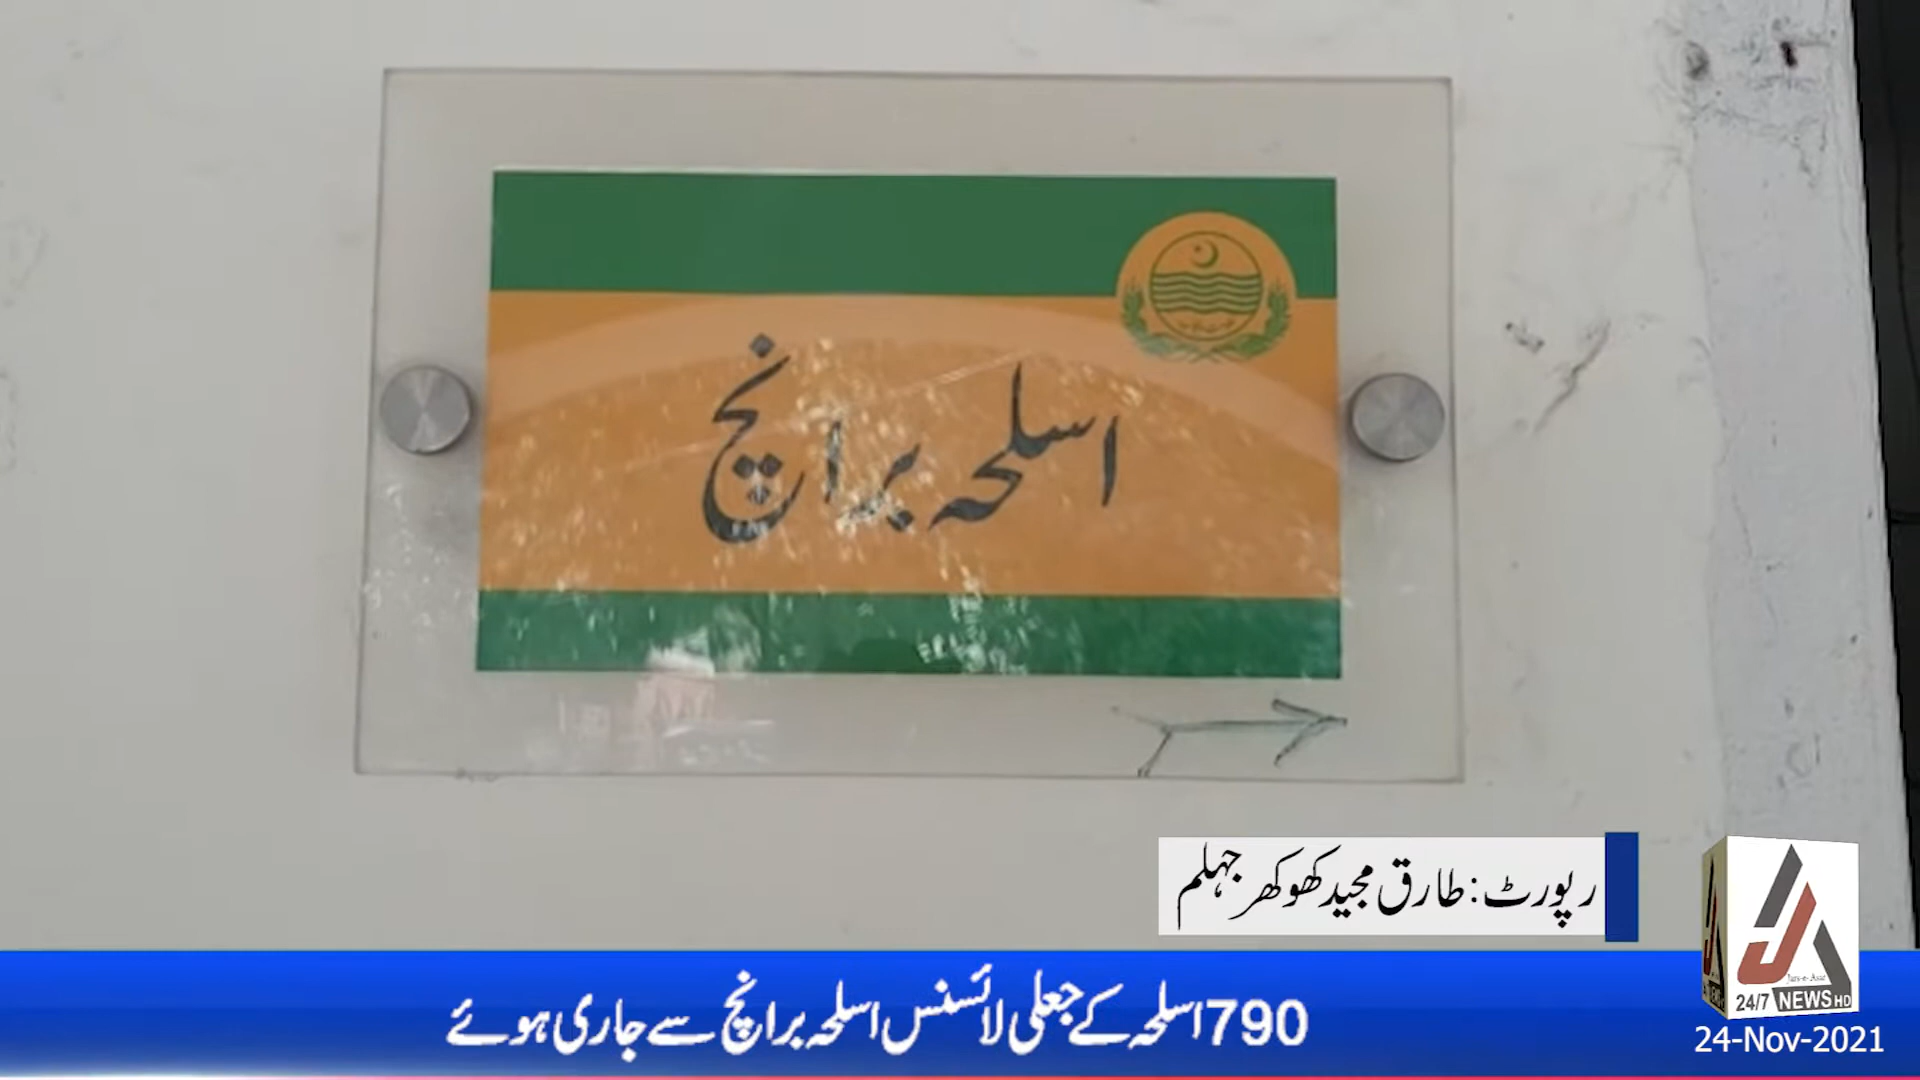 اسلحہ برانچ
رپورٹ: طارق مجید کھوکھر جہلم
790 اسلحہ کے جعلی لائسنس اسلحہ برانچ سے جاری ہوئے
24/7 NEWS HD
24-Nov-2021